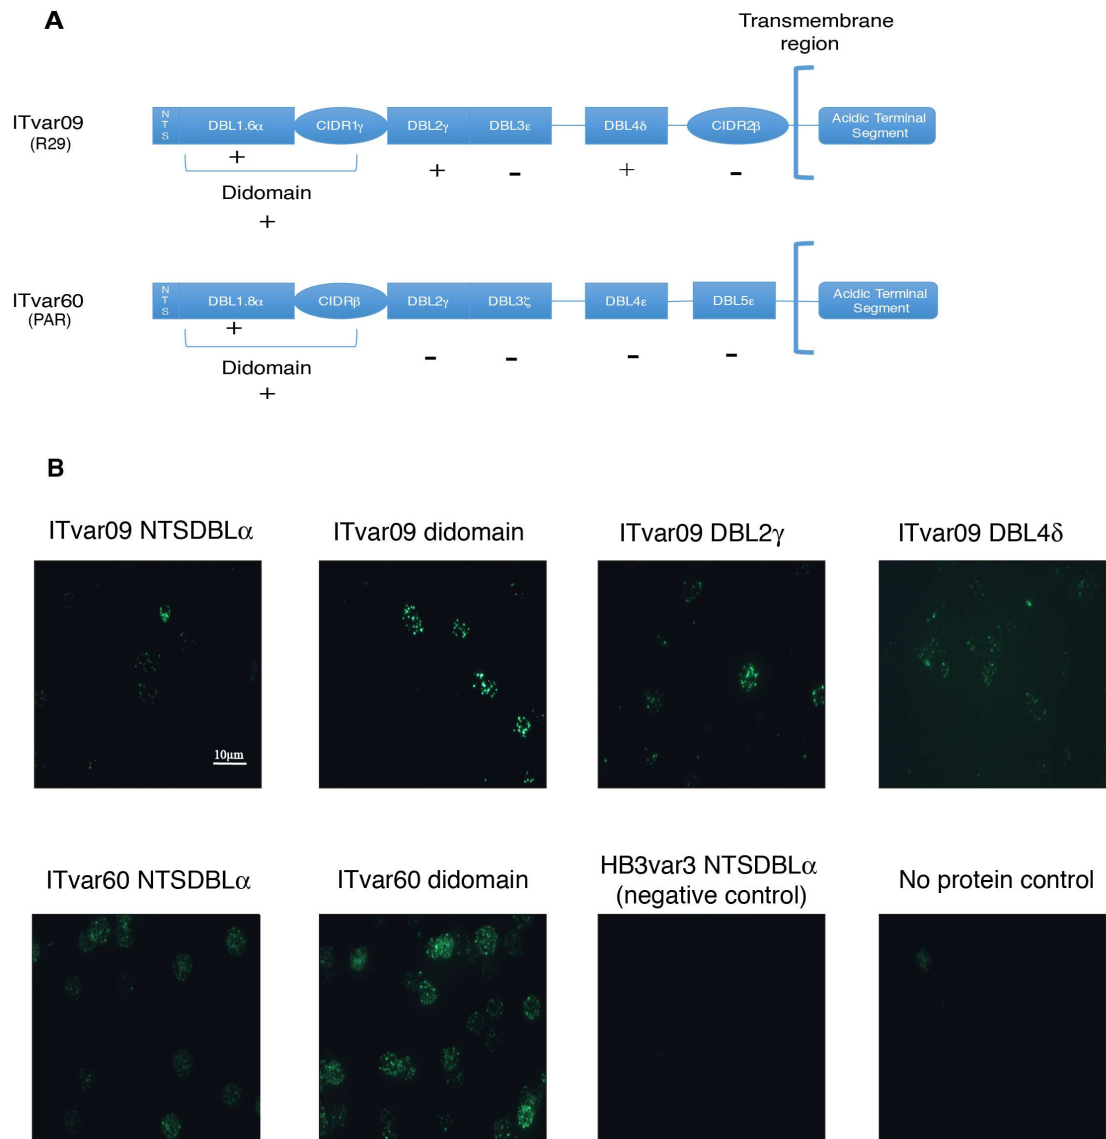 A
Transmembrane
region
ITvar09
(R29)
N
T
S
DBL1.6α
CIDR1γ
DBL2γ
DBL3ε
DBL4δ
CIDR2β
Acidic Terminal
Segment
+
+
-
+
-
Didomain
+
ITvar60
(PAR)
N
T
S
DBL1.8α
CIDRβ
DBL2γ
DBL3ζ
DBL4ε
DBL5ε
Acidic Terminal
Segment
+
-
-
-
-
Didomain
+
B
ITvar09 NTSDBLα
ITvar09 didomain
ITvar09 DBL2γ
ITvar09 DBL4δ
10μm
ITvar60 NTSDBLα
ITvar60 didomain
HB3var3 NTSDBLα
(negative control)
No protein control